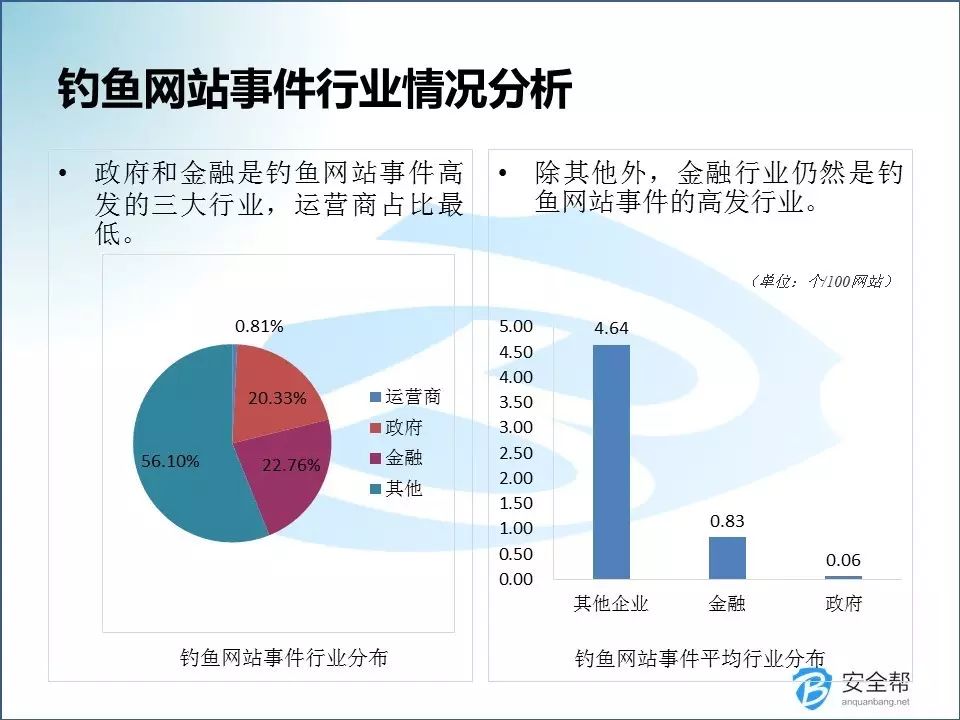 钓鱼网站事件行业情况分析
• 政府和金融是钓鱼网站事件高
发的三大行业，运营商占比最
低。
0.81%
20.33%
56.10%
22.76%
运营商
政府
金融
其他
钓鱼网站事件行业分布
• 除其他外，金融行业仍然是钓
鱼网站事件的高发行业。
（单位：个/100网站）
5.00
4.50
4.00
3.50
3.00
2.50
2.00
1.50
1.00
0.50
0.00
4.64
0.83
0.06
其他企业 金融 政府
钓鱼网站事件平均行业分布
安全帮
anquanbang.net